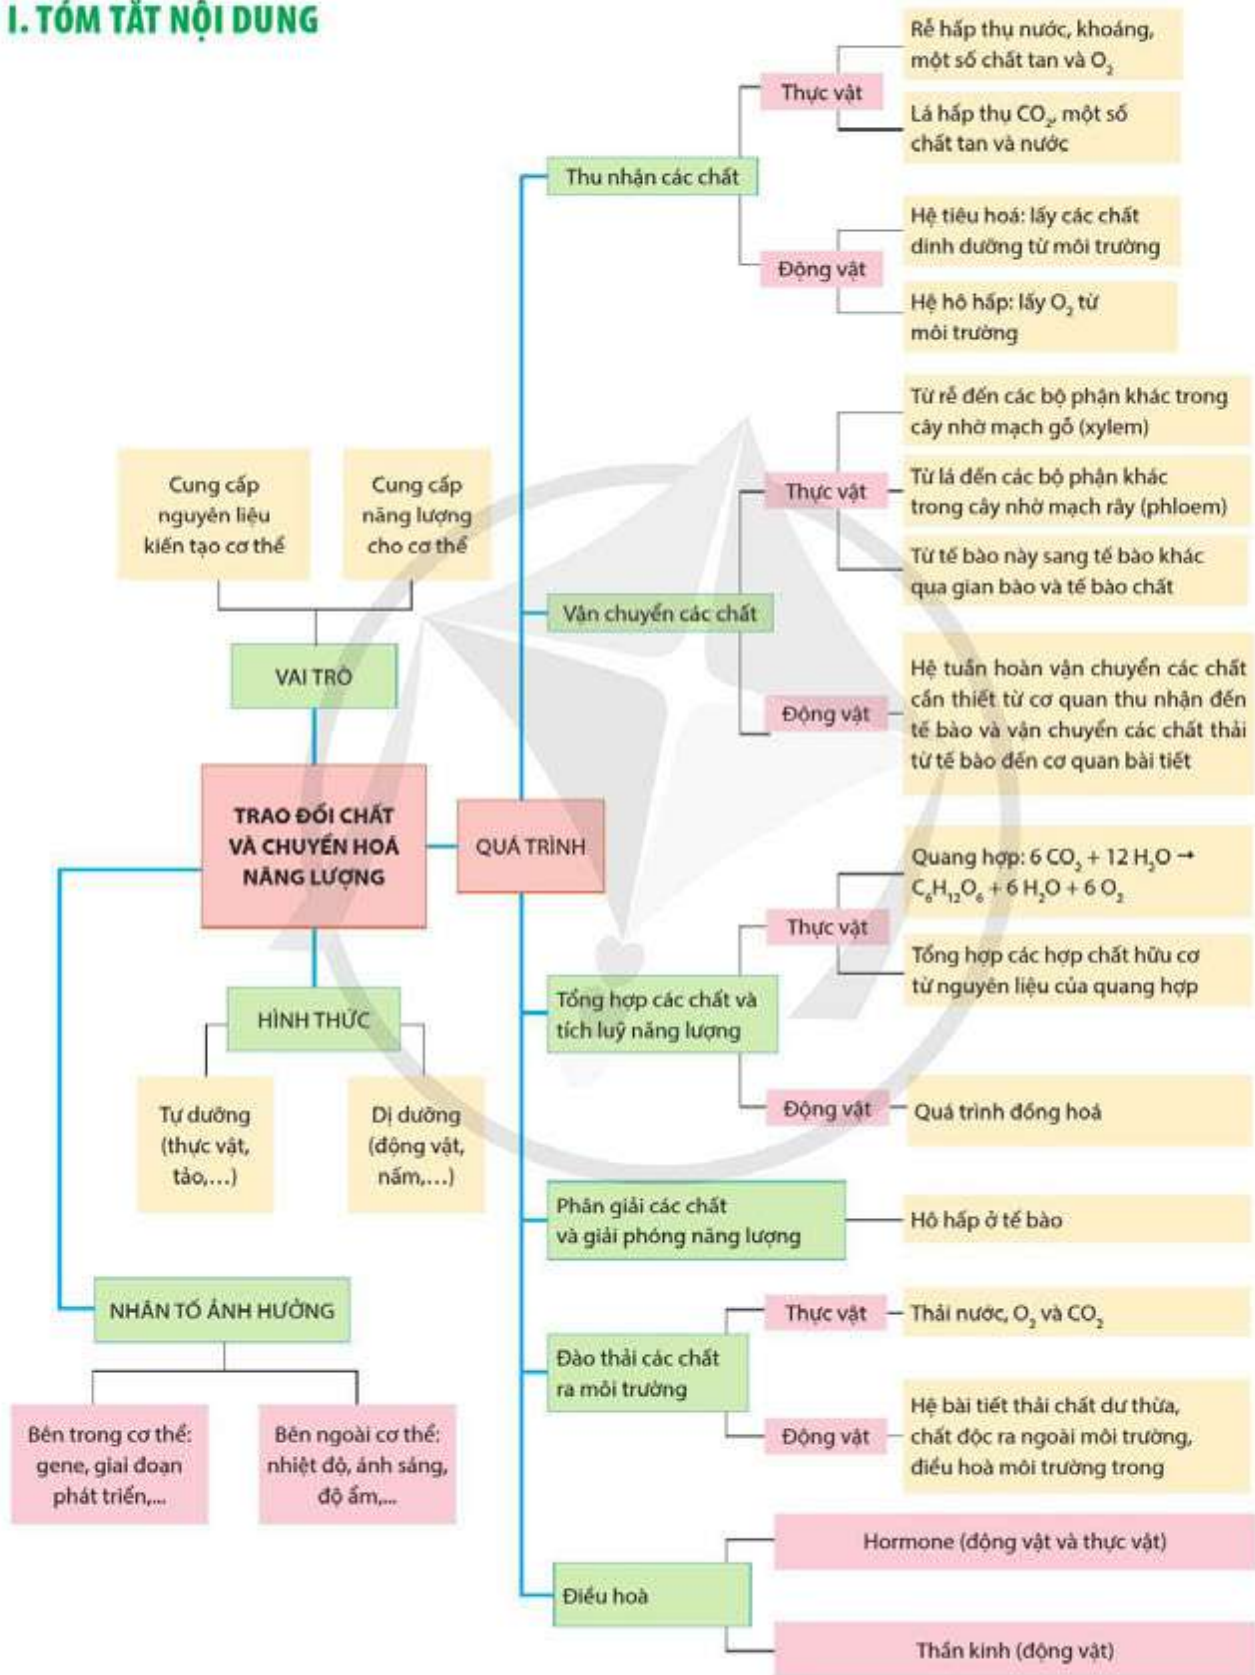 I. TÓM TẮT NỘI DUNG
Rễ hấp thụ nước, khoáng,
một số chất tan và O₂
Thực vật
Lá hấp thụ CO₂, một số
chất tan và nước
Thu nhận các chất
Hệ tiêu hoá: lấy các chất
dinh dưỡng từ môi trường
Động vật
Hệ hô hấp: lấy O₂ từ
môi trường
Từ rễ đến các bộ phận khác trong
cây nhờ mạch gỗ (xylem)
Thực vật
Từ lá đến các bộ phận khác
trong cây nhờ mạch rây (phloem)
Từ tế bào này sang tế bào khác
qua gian bào và tế bào chất
Vận chuyển các chất
Hệ tuần hoàn vận chuyển các chất
cần thiết từ cơ quan thu nhận đến
tế bào và vận chuyển các chất thải
từ tế bào đến cơ quan bài tiết
Động vật
Cung cấp
nguyên liệu
kiến tạo cơ thể
Cung cấp
năng lượng
cho cơ thể
VAI TRÒ
TRAO ĐỔI CHẤT
VÀ CHUYỂN HOÁ
NĂNG LƯỢNG
QUÁ TRÌNH
Quang hợp: 6 CO₂ + 12 H₂O →
C₆H₁₂O₆ + 6 H₂O + 6 O₂
Thực vật
Tổng hợp các hợp chất hữu cơ
từ nguyên liệu của quang hợp
Tổng hợp các chất và
tích luỹ năng lượng
Động vật
Quá trình đồng hoá
HÌNH THỨC
Tự dưỡng
(thực vật,
tảo,...)
Dị dưỡng
(động vật,
nấm,...)
Phân giải các chất
và giải phóng năng lượng
Hô hấp ở tế bào
NHÂN TỐ ẢNH HƯỞNG
Bên trong cơ thể:
gene, giai đoạn
phát triển,...
Bên ngoài cơ thể:
nhiệt độ, ánh sáng,
độ ẩm,...
Thực vật
Thải nước, O₂ và CO₂
Đào thải các chất
ra môi trường
Động vật
Hệ bài tiết thải chất dư thừa,
chất độc ra ngoài môi trường,
điều hoà môi trường trong
Hormone (động vật và thực vật)
Điều hoà
Thần kinh (động vật)